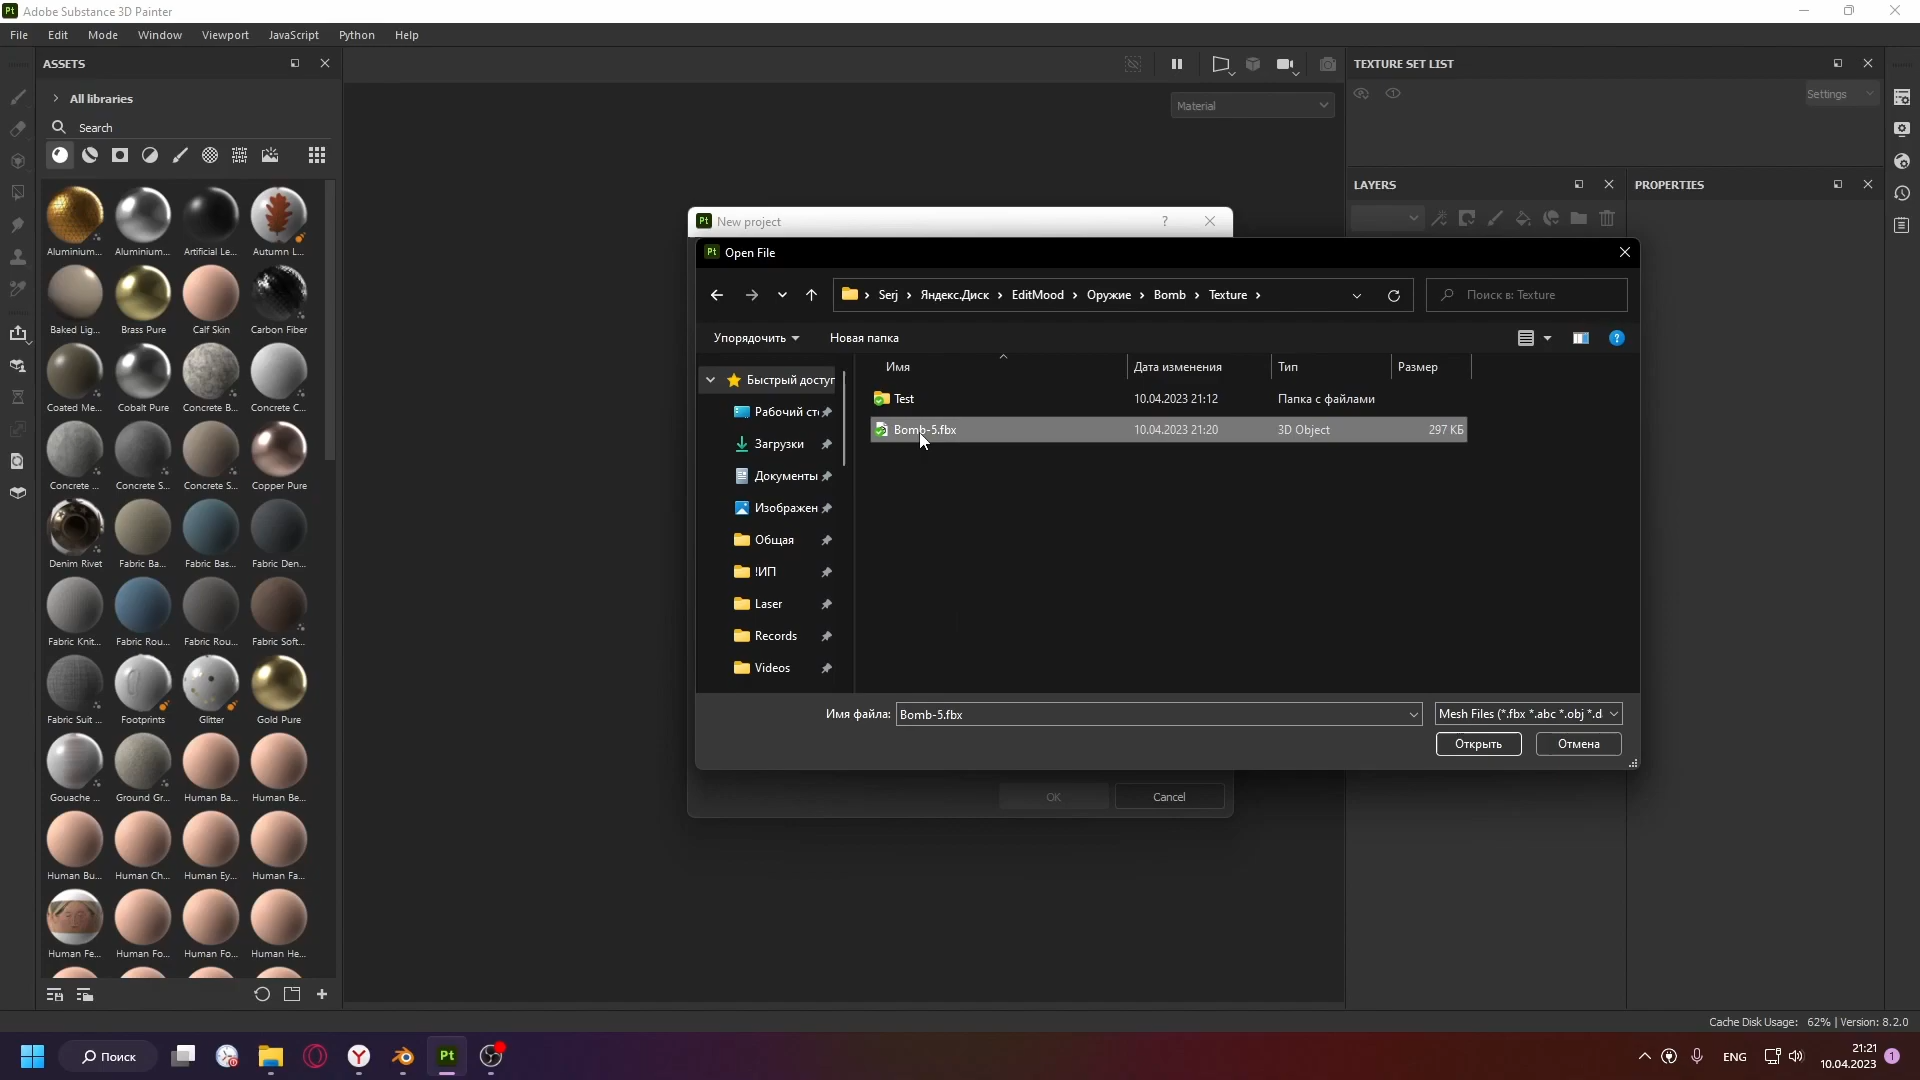 Adobe Substance 3D Painter
File Edit Mode Window Viewport JavaScript Python Help
ASSETS
All libraries
Search
Aluminium... Aluminium... Artificial Le... Autumn L...
Baked Lig... Brass Pure Calf Skin Carbon Fiber
Coated Me... Cobalt Pure Concrete B... Concrete C...
Concrete ... Concrete S... Concrete S... Copper Pure
Denim Rivet Fabric Ba... Fabric Bas... Fabric Den...
Fabric Knit... Fabric Rou... Fabric Rou... Fabric Soft...
Fabric Suit ... Footprints Glitter Gold Pure
Gouache ... Ground Gr... Human Ba... Human Be...
Human Bu... Human Ch... Human Ey... Human Fa...
Human Fe... Human Fo... Human Fo... Human He...
Material
New project
?
Open File
Serj Яндекс.Диск EditMood Оружие Bomb Texture
Поиск в: Texture
Упорядочить Новая папка
?
Имя Дата изменения Тип Размер
Test 10.04.2023 21:12 Папка с файлами
Bomb-5.fbx 10.04.2023 21:20 3D Object 297 КБ
Быстрый доступ
Рабочий сто
Загрузки
Документы
Изображен
Общая
!ИП
Laser
Records
Videos
Имя файла: Bomb-5.fbx Mesh Files (*.fbx *.abc *.obj *.d
Открыть Отмена
OK Cancel
TEXTURE SET LIST
Settings
LAYERS
PROPERTIES
Cache Disk Usage: 62% | Version: 8.2.0
Поиск
Pt
ENG
21:21
10.04.2023
1